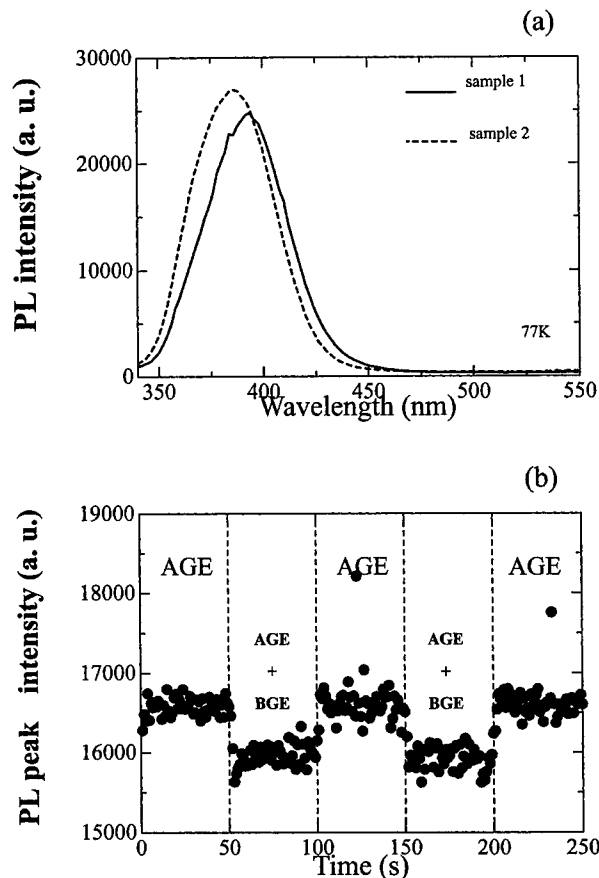 (a)
30000
20000
10000
0
PL intensity (a. u.)
sample 1
sample 2
77K
350 400 450 500 550
Wavelength (nm)
(b)
19000
18000
17000
16000
15000
PL peak intensity (a. u.)
AGE AGE AGE
AGE AGE
+ +
BGE BGE
0 50 100 150 200 250
Time (s)